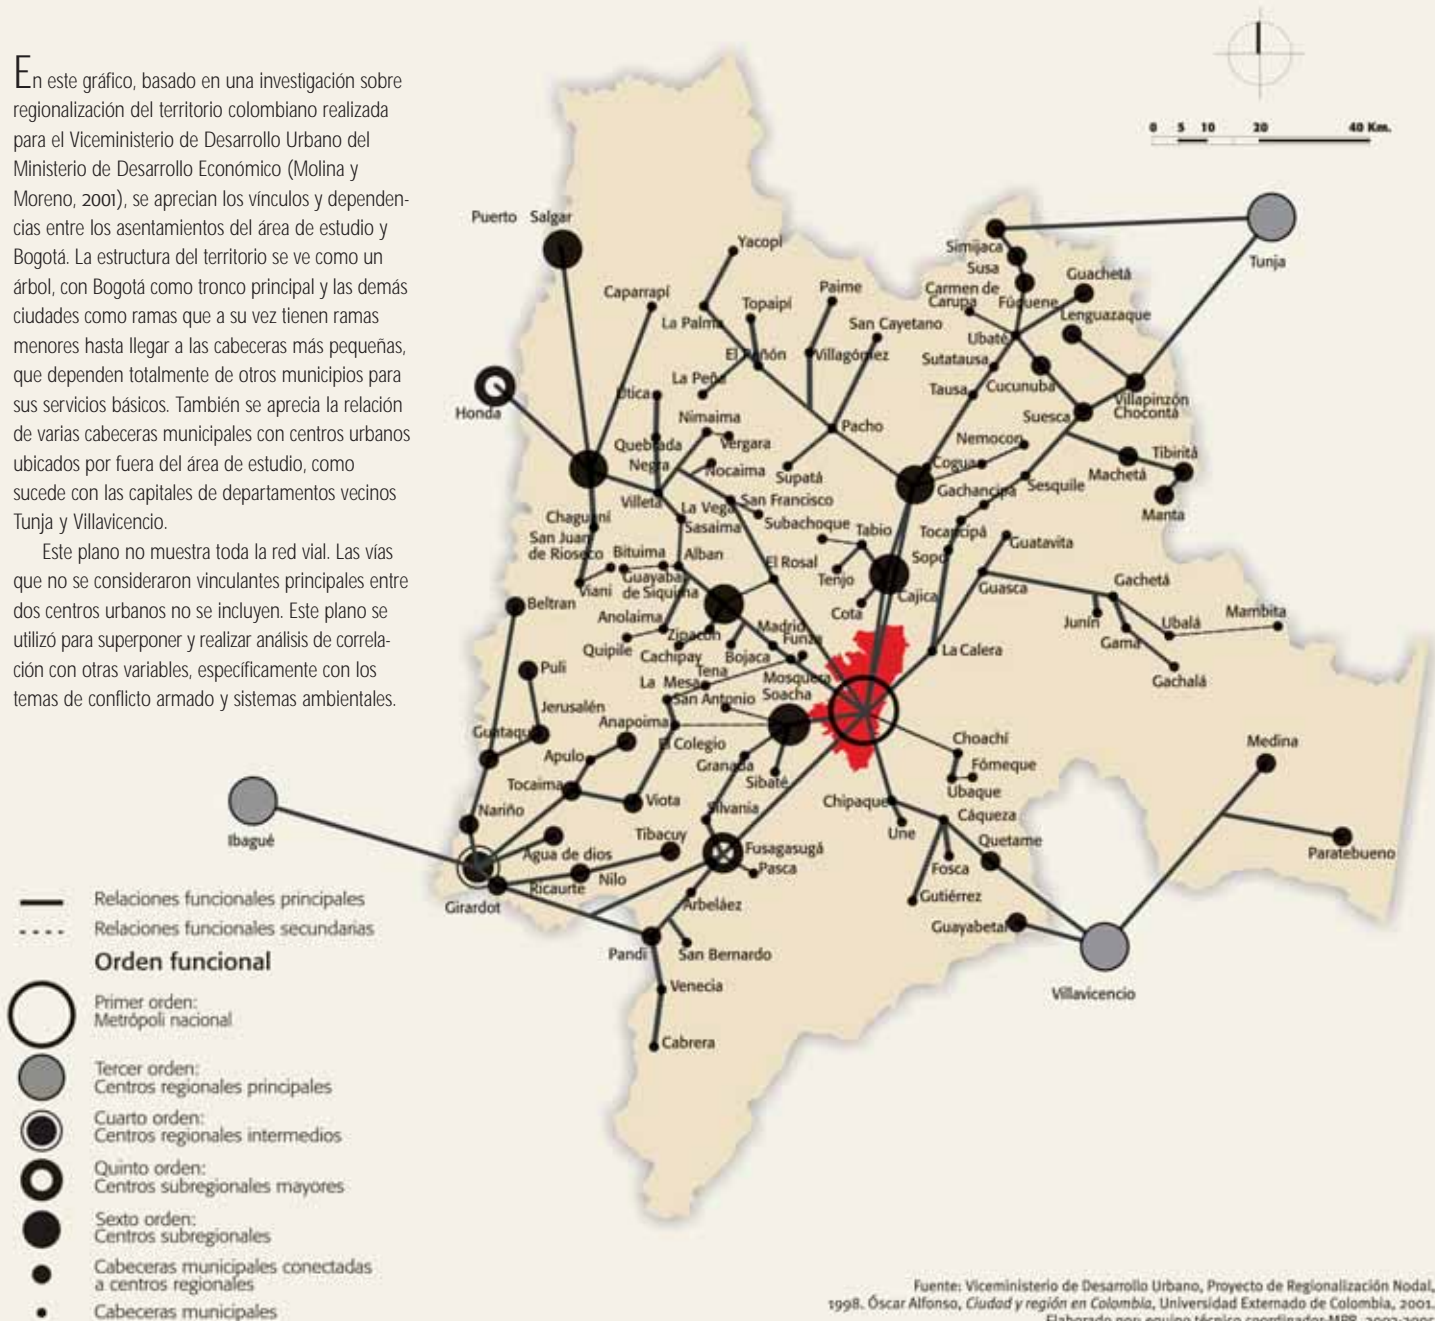 En este gráfico, basado en una investigación sobre
regionalización del territorio colombiano realizada
para el Viceministerio de Desarrollo Urbano del
Ministerio de Desarrollo Económico (Molina y
Moreno, 2001), se aprecian los vínculos y dependen-
cias entre los asentamientos del área de estudio y
Bogotá. La estructura del territorio se ve como un
árbol, con Bogotá como tronco principal y las demás
ciudades como ramas que a su vez tienen ramas
menores hasta llegar a las cabeceras más pequeñas,
que dependen totalmente de otros municipios para
sus servicios básicos. También se aprecia la relación
de varias cabeceras municipales con centros urbanos
ubicados por fuera del área de estudio, como
sucede con las capitales de departamentos vecinos
Tunja y Villavicencio.
Este plano no muestra toda la red vial. Las vías
que no se consideraron vinculantes principales entre
dos centros urbanos no se incluyen. Este plano se
utilizó para superponer y realizar análisis de correla-
ción con otras variables, específicamente con los
temas de conflicto armado y sistemas ambientales.
0 5 10 20 40 Km.
Puerto Salgar
Yacopí
Simijaca
Tunja
Susa
Guachetá
Caparrapí
Topaipí
Paime
Carmen de
Carupa
Fúquene
Lenguazaque
La Palma
San Cayetano
Ubaté
El Peñón
Villagómez
Sutatausa
La Peña
Tausa
Cucunuba
Villapinzón
Honda
Útica
Chocontá
Nimaima
Pacho
Suesca
Quebrada
Negra
Vergara
Nemocon
Tibiritá
Nocaima
Supatá
Cogua
Machetá
Villeta
La Vega
San Francisco
Gachancipá
Sesquile
Manta
Chaguaní
Sasaima
Subachoque
Tabio
Tocancipá
San Juan
de Rioseco
Bituima
Alban
El Rosal
Sopó
Guatavita
Viani
Guayabal
de Siquima
Tenjo
Cajica
Guasca
Gachetá
Beltran
Anolaima
Cota
Junín
Ubalá
Mambita
Zipacon
Madrid
Funza
Gama
Quipile
Cachipay
Bojaca
La Calera
Puli
Tena
Mosquera
Gachalá
La Mesa
Soacha
San Antonio
Jerusalén
Anapoima
Guataqui
El Colegio
Choachí
Medina
Apulo
Granada
Sibaté
Fómeque
Ubaque
Tocaima
Viota
Silvania
Chipaque
Cáqueza
Nariño
Une
Ibagué
Tibacuy
Fusagasugá
Quetame
Agua de dios
Pasca
Fosca
Paratebueno
Nilo
Ricaurte
Gutiérrez
Girardot
Arbeláez
Guayabetal
Pandi
San Bernardo
Venecia
Villavicencio
Cabrera
Relaciones funcionales principales
Relaciones funcionales secundarias
Orden funcional
Primer orden:
Metrópoli nacional
Tercer orden:
Centros regionales principales
Cuarto orden:
Centros regionales intermedios
Quinto orden:
Centros subregionales mayores
Sexto orden:
Centros subregionales
Cabeceras municipales conectadas
a centros regionales
Cabeceras municipales
Fuente: Viceministerio de Desarrollo Urbano, Proyecto de Regionalización Nodal,
1998. Óscar Alfonso, Ciudad y región en Colombia, Universidad Externado de Colombia, 2001.
Elaborado por: equipo técnico coordinador MPR, 2003-2005